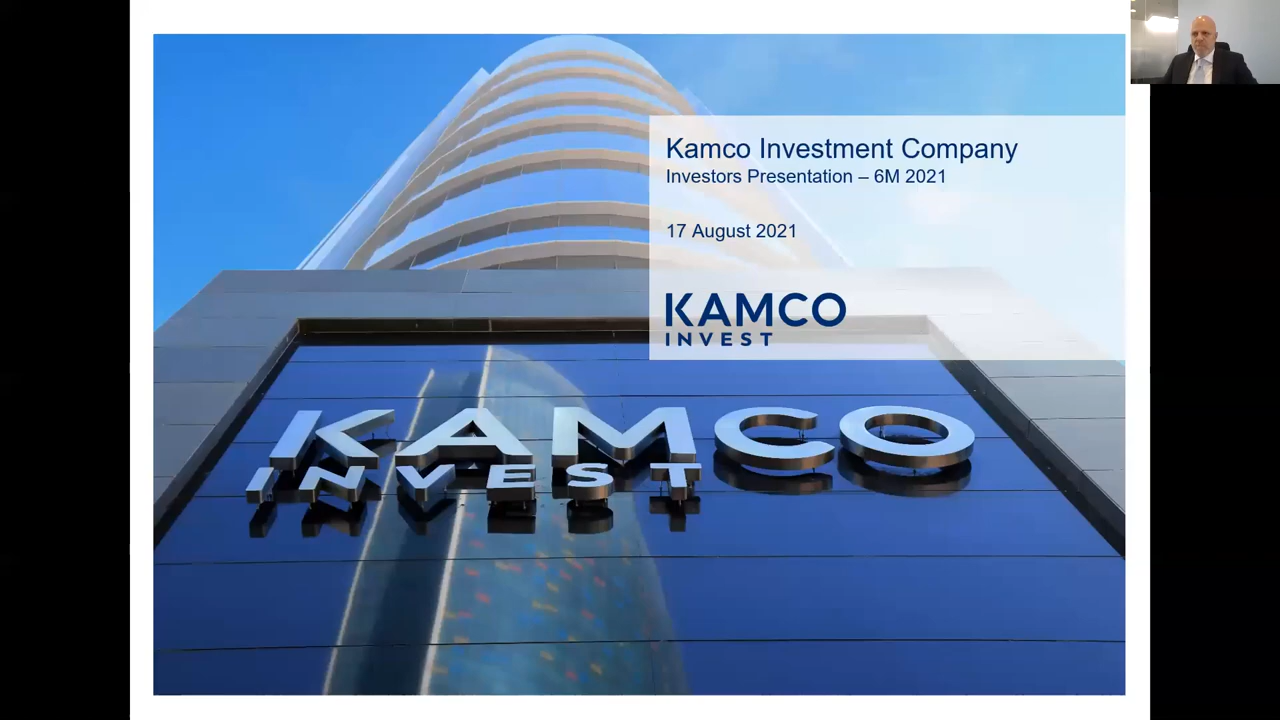 Kamco Investment Company
Investors Presentation – 6M 2021
17 August 2021
KAMCO
INVEST
KAMCO
INVEST